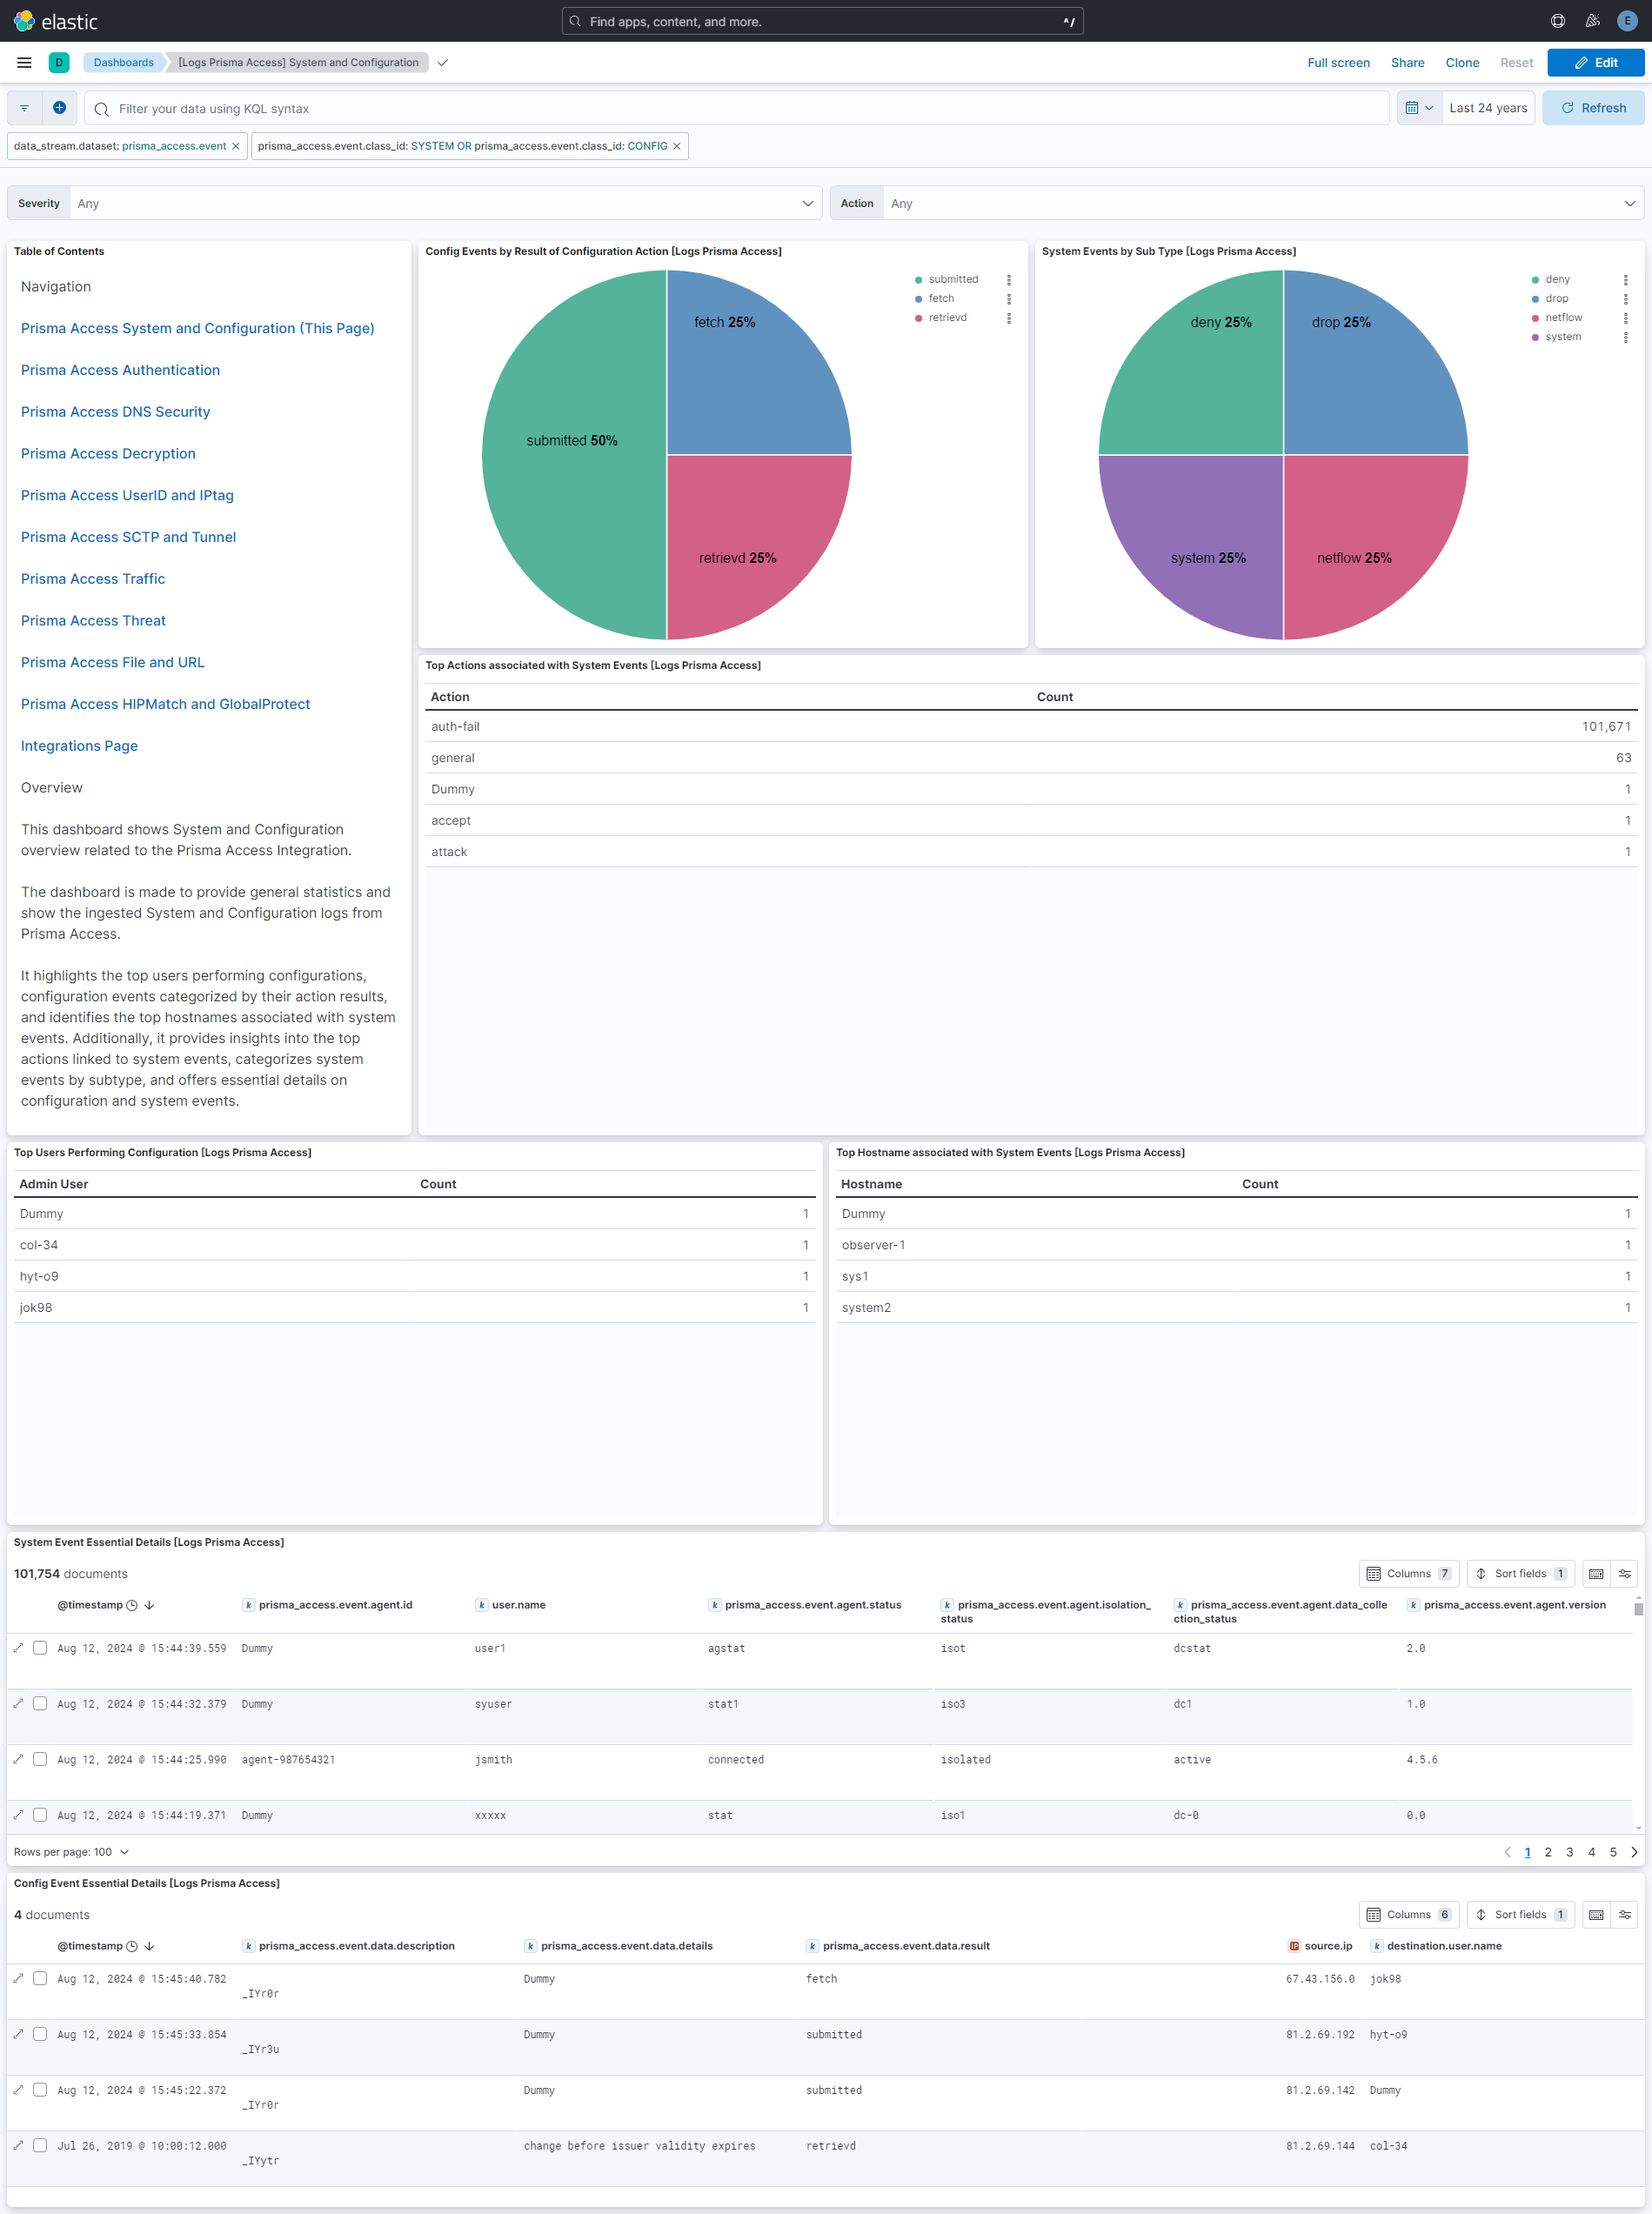 elastic
Find apps, content, and more.
^/
E
D
Dashboards
[Logs Prisma Access] System and Configuration
Full screen
Share
Clone
Reset
Edit
Filter your data using KQL syntax
Last 24 years
Refresh
data_stream.dataset: prisma_access.event ×
prisma_access.event.class_id: SYSTEM OR prisma_access.event.class_id: CONFIG ×
Severity Any
Action Any
Table of Contents
Navigation
Prisma Access System and Configuration (This Page)
Prisma Access Authentication
Prisma Access DNS Security
Prisma Access Decryption
Prisma Access UserID and IPtag
Prisma Access SCTP and Tunnel
Prisma Access Traffic
Prisma Access Threat
Prisma Access File and URL
Prisma Access HIPMatch and GlobalProtect
Integrations Page
Overview
This dashboard shows System and Configuration
overview related to the Prisma Access Integration.
The dashboard is made to provide general statistics and
show the ingested System and Configuration logs from
Prisma Access.
It highlights the top users performing configurations,
configuration events categorized by their action results,
and identifies the top hostnames associated with system
events. Additionally, it provides insights into the top
actions linked to system events, categorizes system
events by subtype, and offers essential details on
configuration and system events.
Config Events by Result of Configuration Action [Logs Prisma Access]
fetch 25%
submitted 50%
retrievd 25%
submitted
fetch
retrievd
System Events by Sub Type [Logs Prisma Access]
deny 25%
drop 25%
system 25%
netflow 25%
deny
drop
netflow
system
Top Actions associated with System Events [Logs Prisma Access]
Action Count
auth-fail 101,671
general 63
Dummy 1
accept 1
attack 1
Top Users Performing Configuration [Logs Prisma Access]
Admin User Count
Dummy 1
col-34 1
hyt-o9 1
jok98 1
Top Hostname associated with System Events [Logs Prisma Access]
Hostname Count
Dummy 1
observer-1 1
sys1 1
system2 1
System Event Essential Details [Logs Prisma Access]
101,754 documents
Columns 7
Sort fields 1
@timestamp k prisma_access.event.agent.id k user.name k prisma_access.event.agent.status k prisma_access.event.agent.isolation_status k prisma_access.event.agent.data_collection_status k prisma_access.event.agent.version
Aug 12, 2024 @ 15:44:39.559 Dummy user1 agstat isot dcstat 2.0
Aug 12, 2024 @ 15:44:32.379 Dummy syuser stat1 iso3 dc1 1.0
Aug 12, 2024 @ 15:44:25.990 agent-987654321 jsmith connected isolated active 4.5.6
Aug 12, 2024 @ 15:44:19.371 Dummy xxxxx stat iso1 dc-0 0.0
Rows per page: 100
1 2 3 4 5
Config Event Essential Details [Logs Prisma Access]
4 documents
Columns 6
Sort fields 1
@timestamp k prisma_access.event.data.description k prisma_access.event.data.details k prisma_access.event.data.result IP source.ip k destination.user.name
Aug 12, 2024 @ 15:45:40.782 _IYr0r Dummy fetch 67.43.156.0 jok98
Aug 12, 2024 @ 15:45:33.854 _IYr3u Dummy submitted 81.2.69.192 hyt-o9
Aug 12, 2024 @ 15:45:22.372 _IYr0r Dummy submitted 81.2.69.142 Dummy
Jul 26, 2019 @ 10:00:12.000 _IYytr change before issuer validity expires retrievd 81.2.69.144 col-34